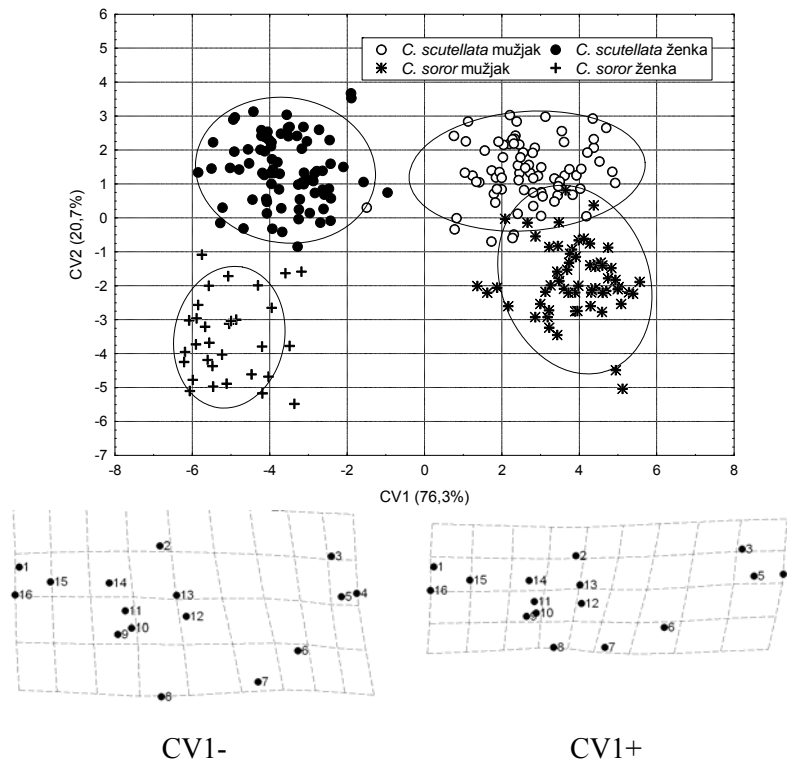 6
C. scutellata mužjak C. scutellata ženka
C. soror mužjak C. soror ženka
5
4
3
2
1
0
-1
-2
-3
-4
-5
-6
-7
CV2 (20,7%)
-8 -6 -4 -2 0 2 4 6 8
CV1 (76,3%)
1 2 3 4 5 6 7 8 9 10 11 12 13 14 15 16
1 2 3 5 6 7 8 9 10 11 12 13 14 15 16
CV1- CV1+